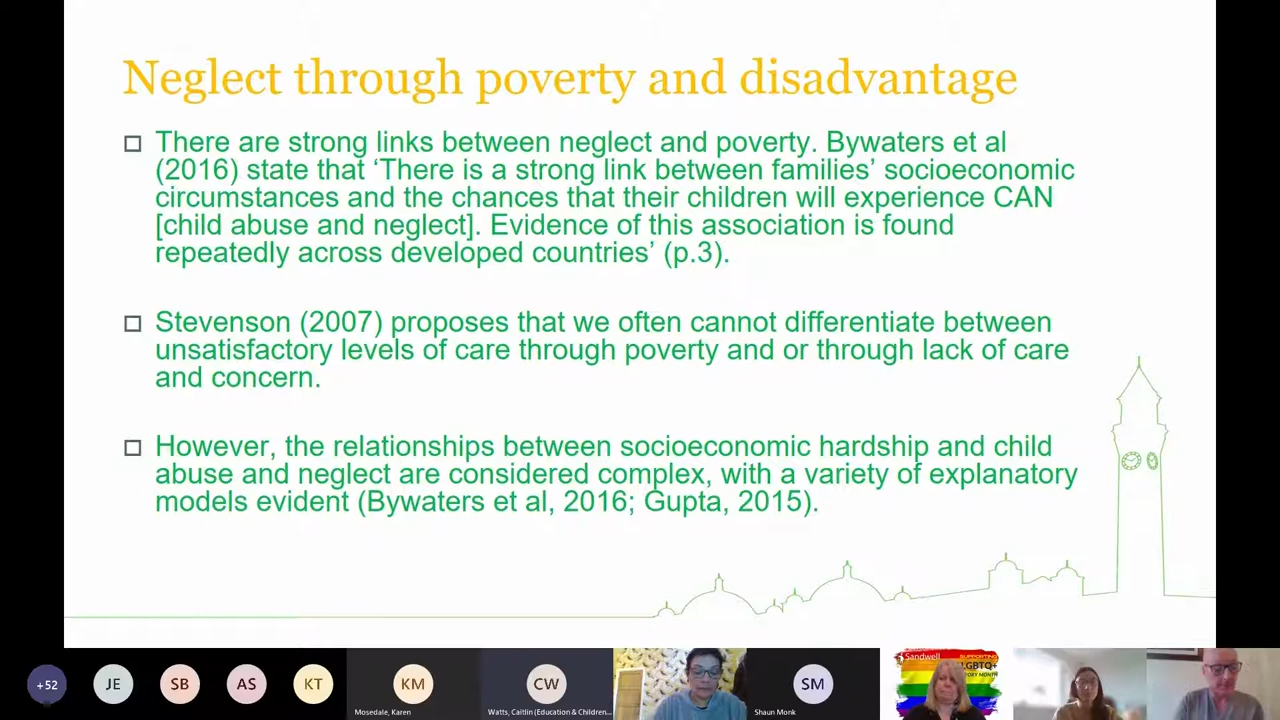 Neglect through poverty and disadvantage
There are strong links between neglect and poverty. Bywaters et al
(2016) state that ‘There is a strong link between families’ socioeconomic
circumstances and the chances that their children will experience CAN
[child abuse and neglect]. Evidence of this association is found
repeatedly across developed countries’ (p.3).
Stevenson (2007) proposes that we often cannot differentiate between
unsatisfactory levels of care through poverty and or through lack of care
and concern.
However, the relationships between socioeconomic hardship and child
abuse and neglect are considered complex, with a variety of explanatory
models evident (Bywaters et al, 2016; Gupta, 2015).
+52
JE
SB
AS
KT
KM
Mosedale, Karen
CW
Watts, Caitlin (Education & Children...
SM
Shaun Monk
Sandwell
SUPPORTING
LGBTQ+
MONTH